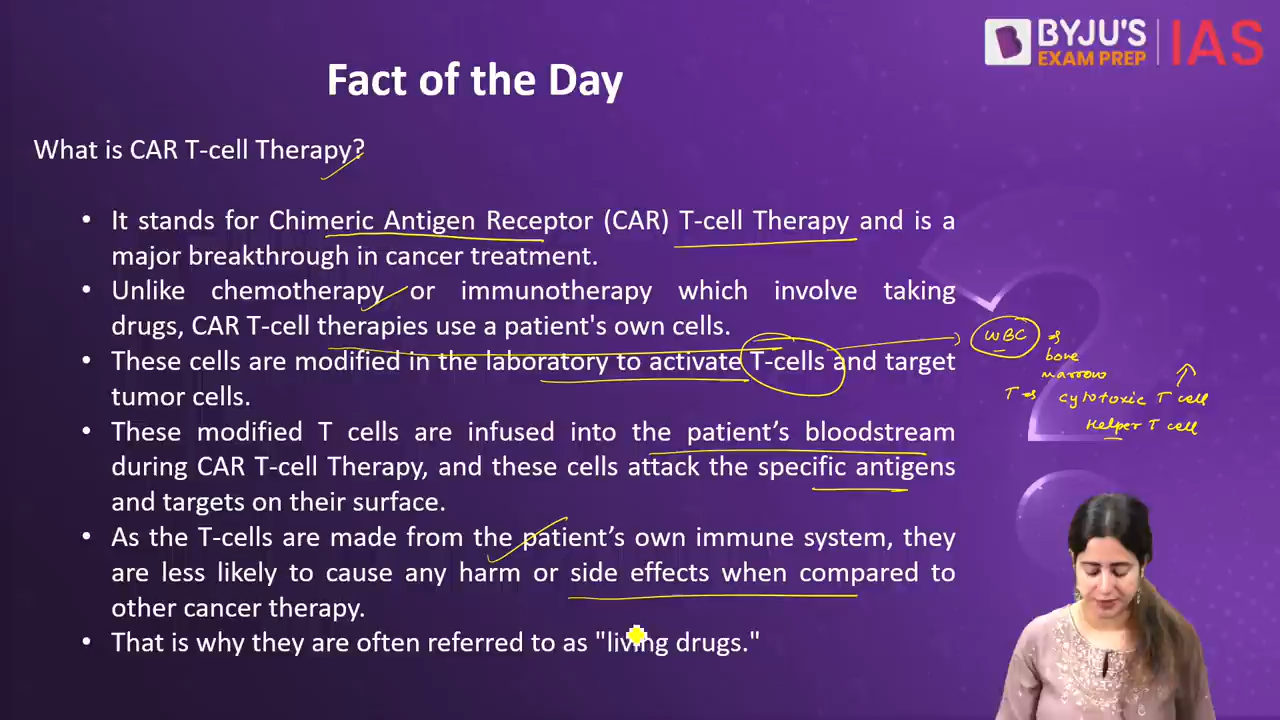 BYJU'S
EXAM PREP
IAS
Fact of the Day
What is CAR T-cell Therapy?
• It stands for Chimeric Antigen Receptor (CAR) T-cell Therapy and is a
major breakthrough in cancer treatment.
• Unlike chemotherapy or immunotherapy which involve taking
drugs, CAR T-cell therapies use a patient's own cells.
• These cells are modified in the laboratory to activate T-cells and target
tumor cells.
• These modified T cells are infused into the patient’s bloodstream
during CAR T-cell Therapy, and these cells attack the specific antigens
and targets on their surface.
• As the T-cells are made from the patient’s own immune system, they
are less likely to cause any harm or side effects when compared to
other cancer therapy.
• That is why they are often referred to as "living drugs."
WBC
bone
marrow
T cytotoxic T cell
Helper T cell